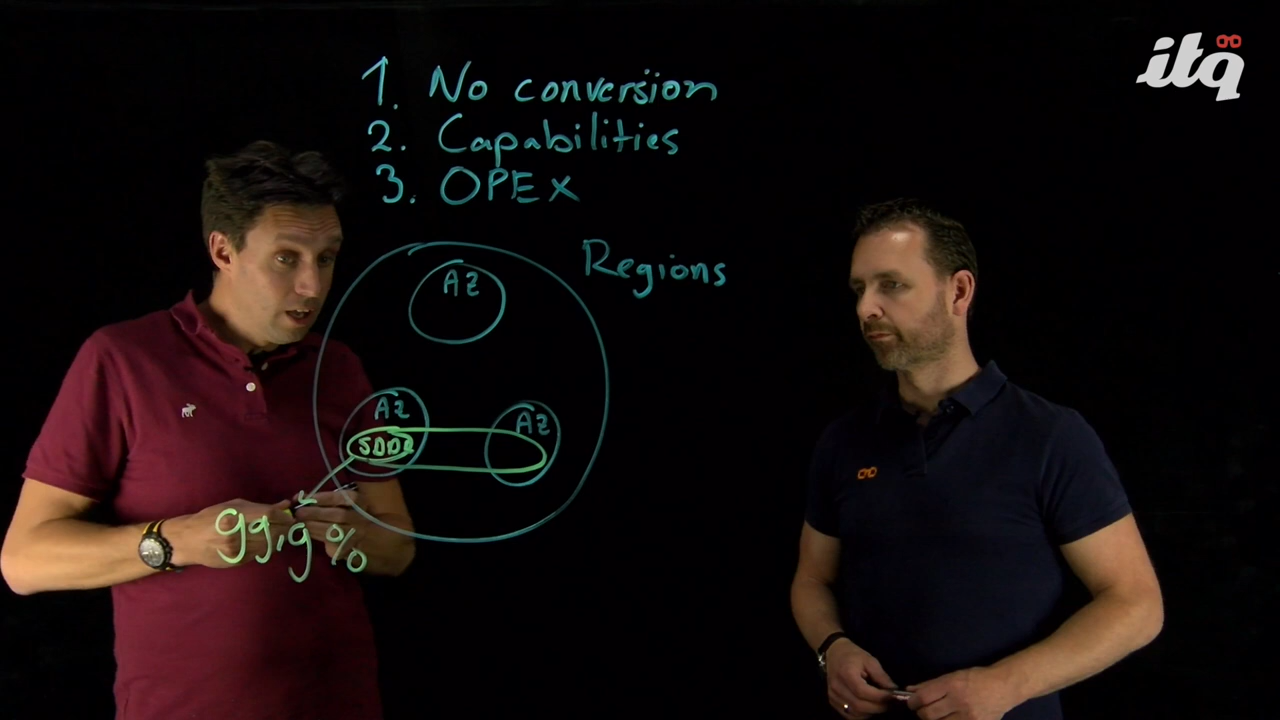 itq
1. No conversion
2. Capabilities
3. OPEX
Regions
AZ
AZ
AZ
SDDC
99,9%